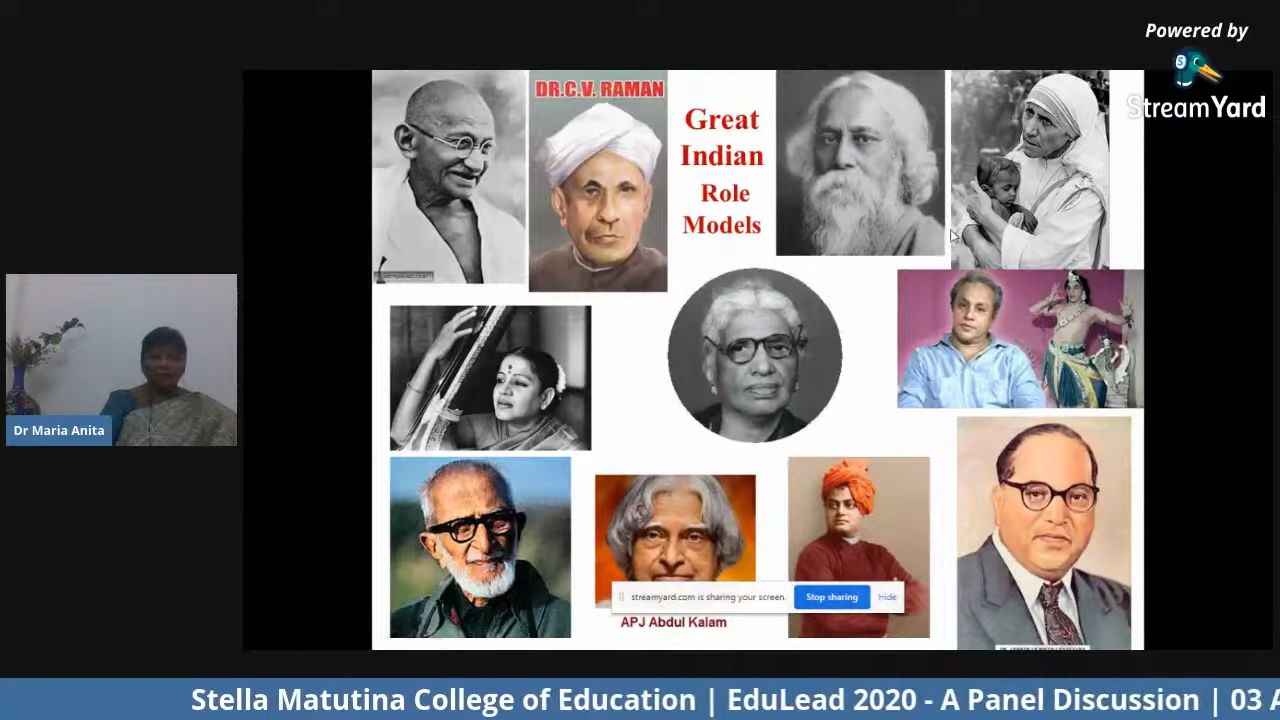 Powered by
StreamYard
DR.C.V. RAMAN
Great
Indian
Role
Models
Dr Maria Anita
streamyard.com is sharing your screen.
Stop sharing
Hide
APJ Abdul Kalam
Stella Matutina College of Education | EduLead 2020 - A Panel Discussion | 03 A